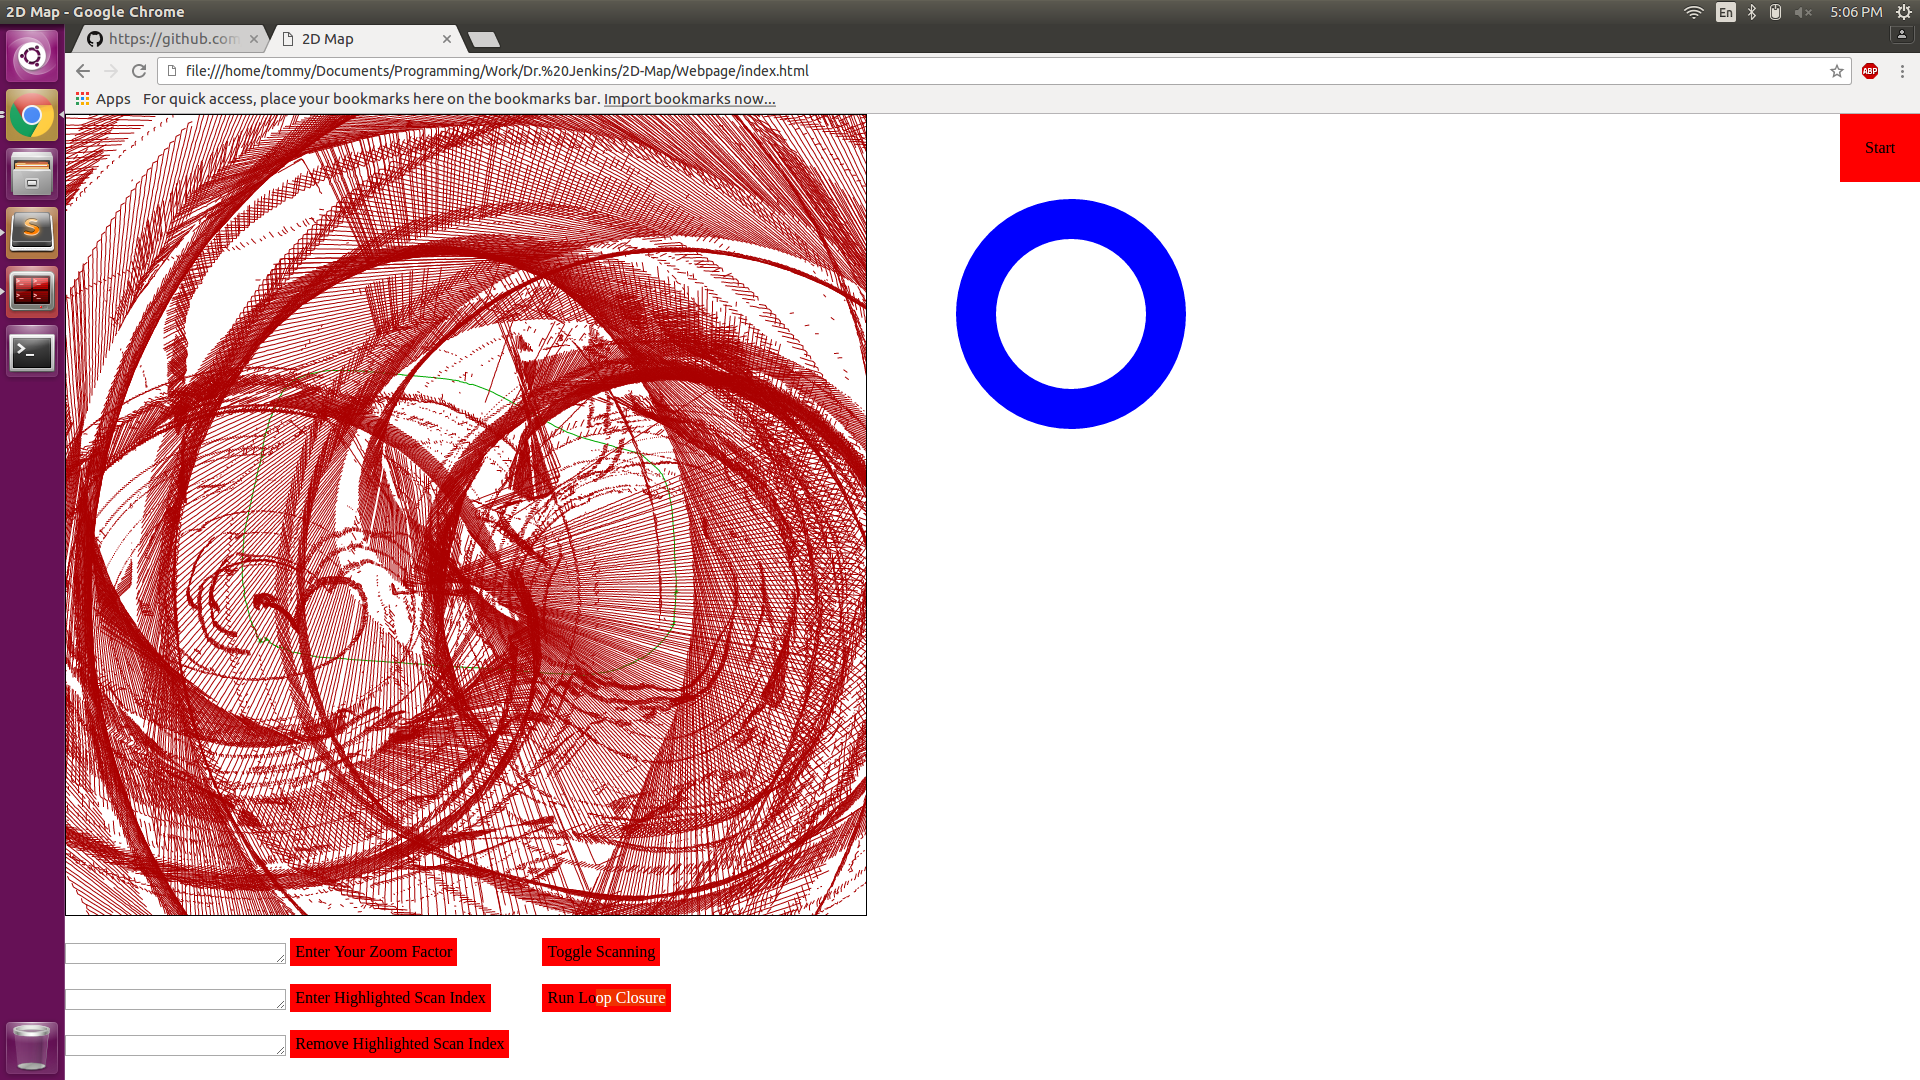 2D Map - Google Chrome
En
5:06 PM
https://github.com
2D Map
file:///home/tommy/Documents/Programming/Work/Dr.%20Jenkins/2D-Map/Webpage/index.html
ABP
Apps For quick access, place your bookmarks here on the bookmarks bar. Import bookmarks now...
Start
Enter Your Zoom Factor
Toggle Scanning
Enter Highlighted Scan Index
Run Loop Closure
Remove Highlighted Scan Index